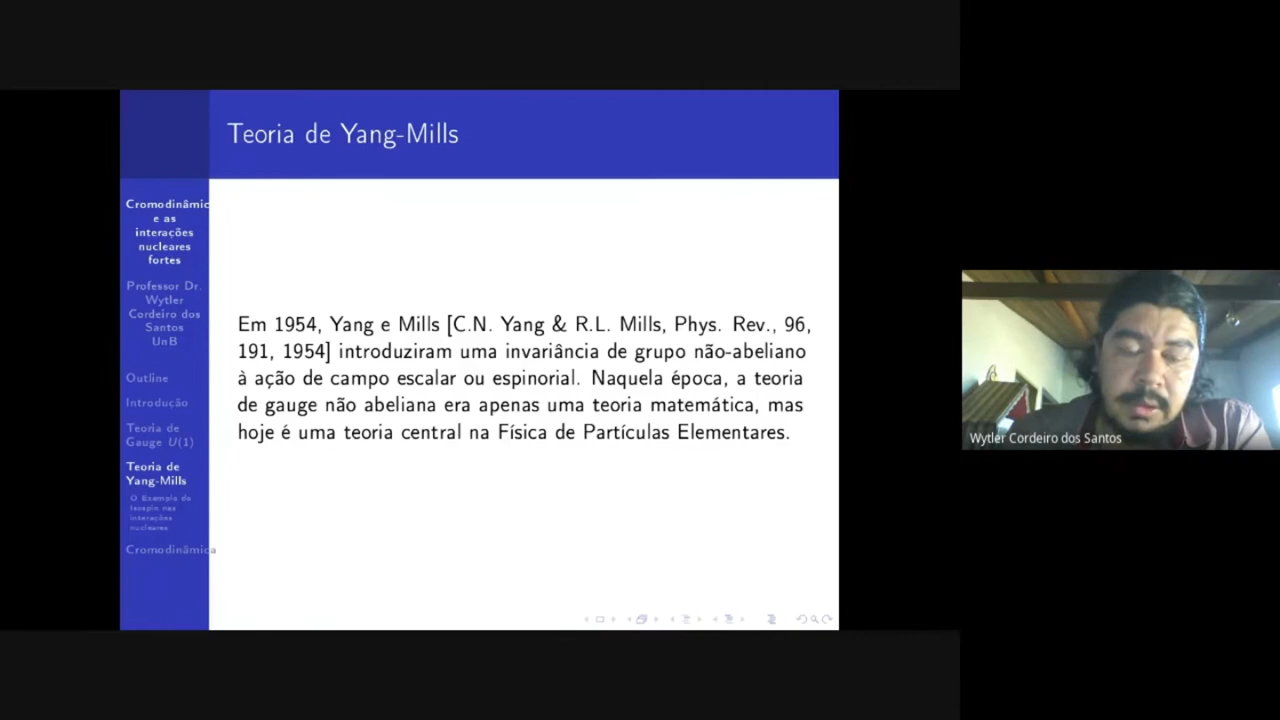 Teoria de Yang-Mills
Cromodinâmic
e as
interações
nucleares
fortes
Professor Dr.
Wytler
Cordeiro dos
Santos
UnB
Outline
Introdução
Teoria de
Gauge U(1)
Teoria de
Yang-Mills
O Exemplo do
Isospin nas
interações
nucleares
Cromodinâmica
Em 1954, Yang e Mills [C.N. Yang & R.L. Mills, Phys. Rev., 96,
191, 1954] introduziram uma invariância de grupo não-abeliano
à ação de campo escalar ou espinorial. Naquela época, a teoria
de gauge não abeliana era apenas uma teoria matemática, mas
hoje é uma teoria central na Física de Partículas Elementares.
Wytler Cordeiro dos Santos